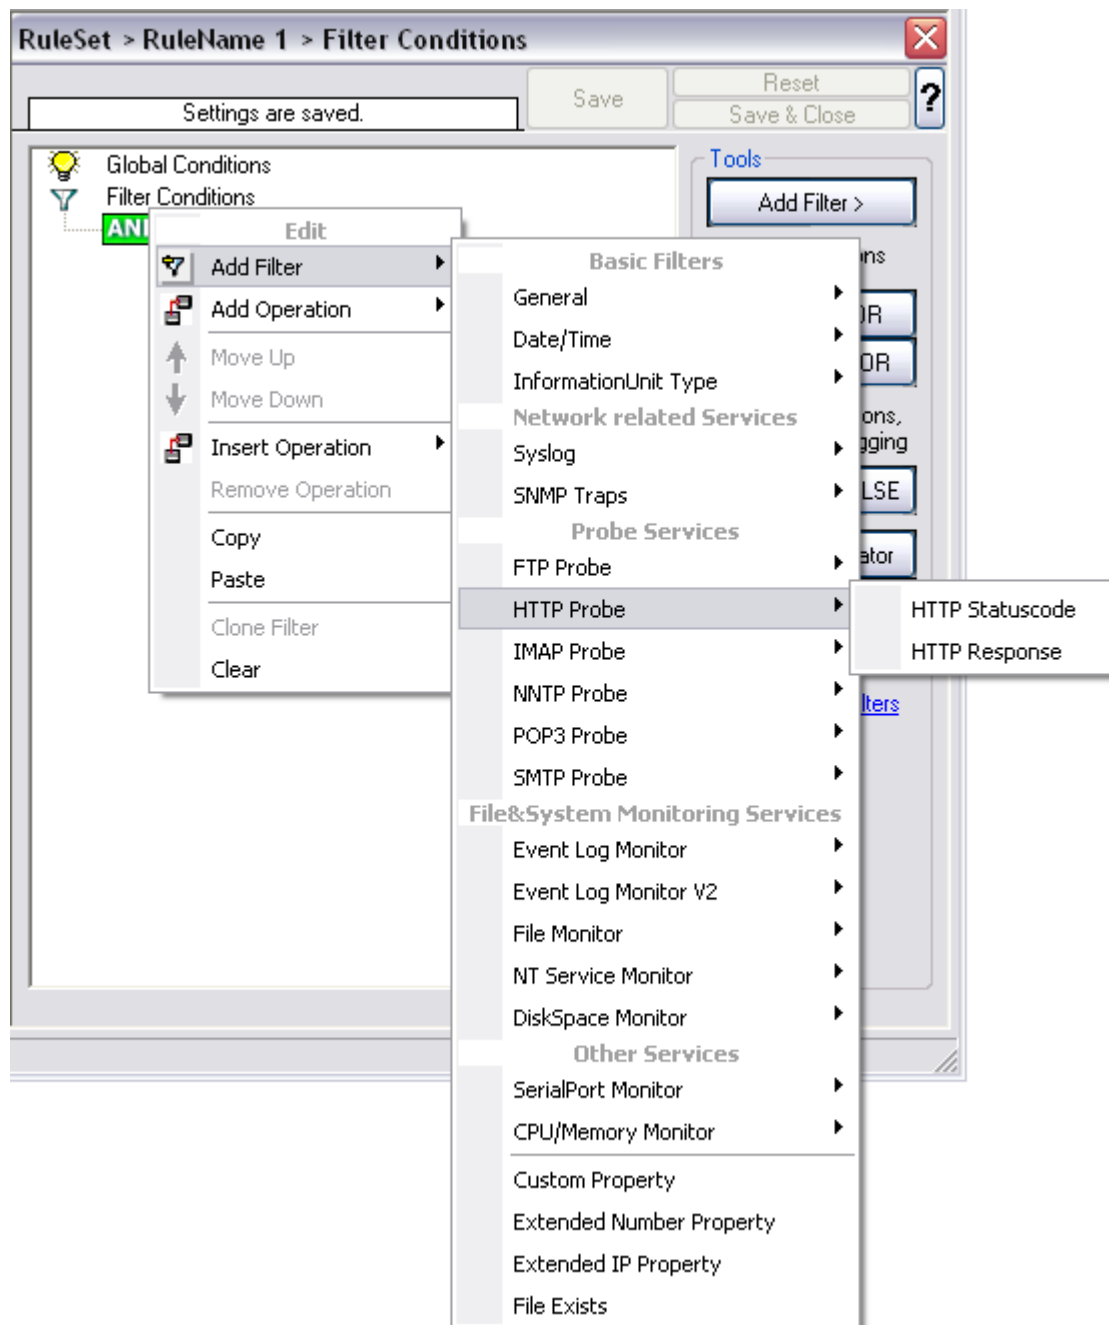 RuleSet > RuleName 1 > Filter Conditions
Settings are saved.
Save
Reset
Save & Close
?
Global Conditions
Filter Conditions
Tools
Add Filter >
Edit
Add Filter
Add Operation
Move Up
Move Down
Insert Operation
Remove Operation
Copy
Paste
Clone Filter
Clear
Basic Filters
General
Date/Time
InformationUnit Type
Network related Services
Syslog
SNMP Traps
Probe Services
FTP Probe
HTTP Probe
IMAP Probe
NNTP Probe
POP3 Probe
SMTP Probe
File&System Monitoring Services
Event Log Monitor
Event Log Monitor V2
File Monitor
NT Service Monitor
DiskSpace Monitor
Other Services
SerialPort Monitor
CPU/Memory Monitor
Custom Property
Extended Number Property
Extended IP Property
File Exists
HTTP Statuscode
HTTP Response